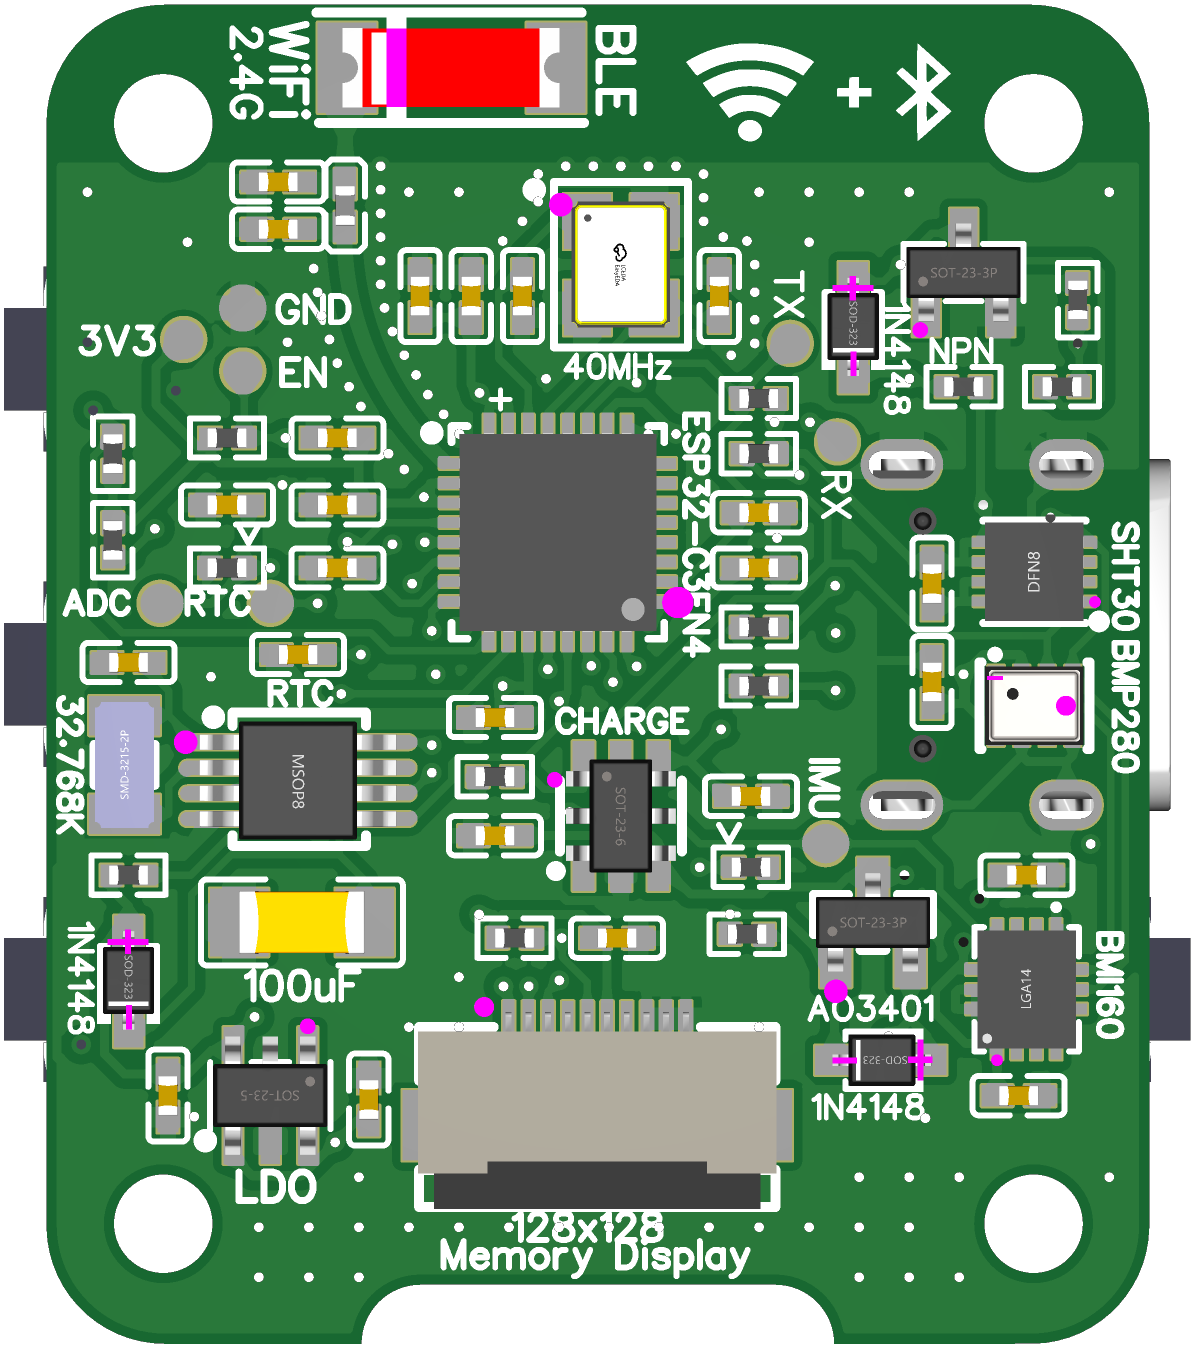 WiFi
2.4G
BLE
+
GND
3V3
EN
TX
40MHz
SOD-323
1N4148
SOT-23-3P
NPN
+
ESP32-C3FN4
RX
DFN8
SHT30
ADC
RTC
RTC
32.768K
SMD-3215-2P
MSOP8
CHARGE
SOT-23-6
IMU
BMP280
1N4148
SOD-323
100uF
SOT-23-3P
AO3401
LGA14
BMI160
SOD-323
1N4148
SOT-23-5
LDO
128x128
Memory Display